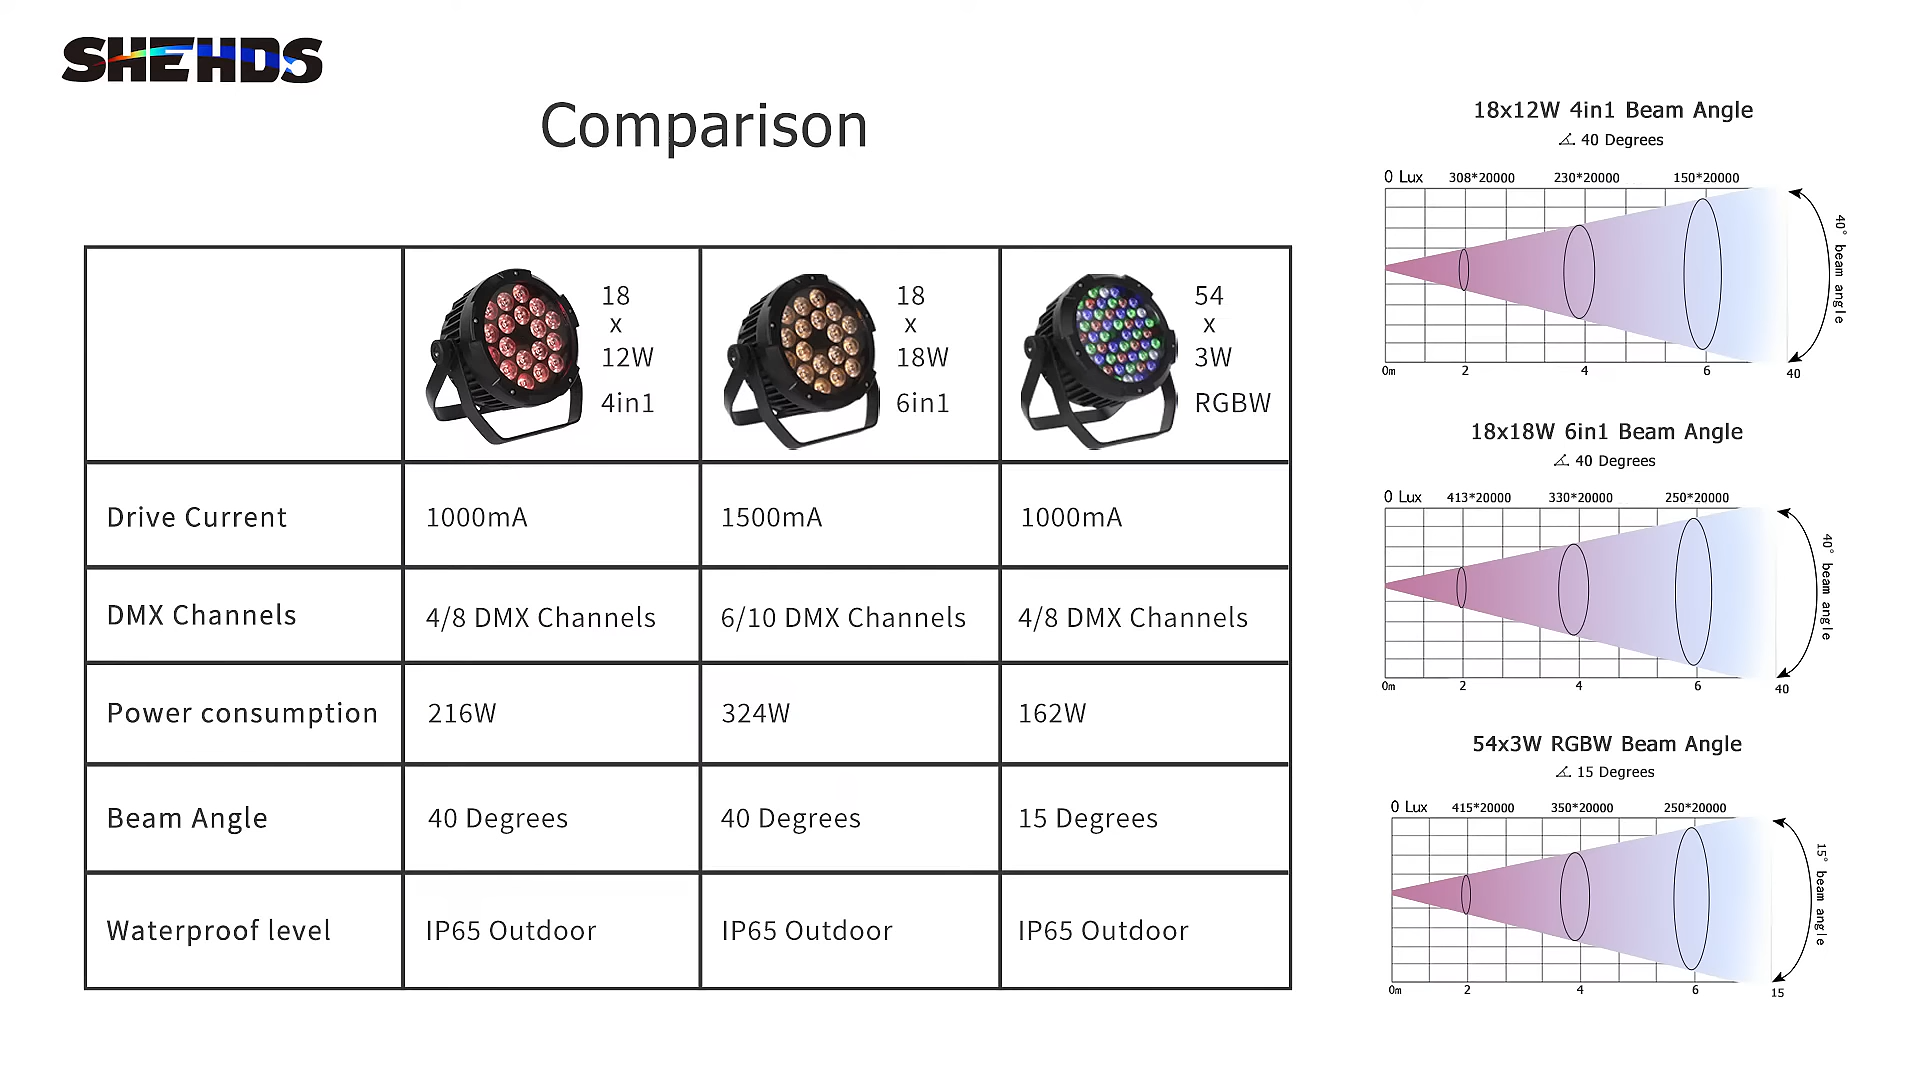 SHEHDS
Comparison
18
x
12W
4in1
18
x
18W
6in1
54
x
3W
RGBW
Drive Current
1000mA
1500mA
1000mA
DMX Channels
4/8 DMX Channels
6/10 DMX Channels
4/8 DMX Channels
Power consumption
216W
324W
162W
Beam Angle
40 Degrees
40 Degrees
15 Degrees
Waterproof level
IP65 Outdoor
IP65 Outdoor
IP65 Outdoor
18x12W 4in1 Beam Angle
40 Degrees
0 Lux 308*20000 230*20000 150*20000
40° beam angle
0m 2 4 6 40
18x18W 6in1 Beam Angle
40 Degrees
0 Lux 413*20000 330*20000 250*20000
40° beam angle
0m 2 4 6 40
54x3W RGBW Beam Angle
15 Degrees
0 Lux 415*20000 350*20000 250*20000
15° beam angle
0m 2 4 6 15